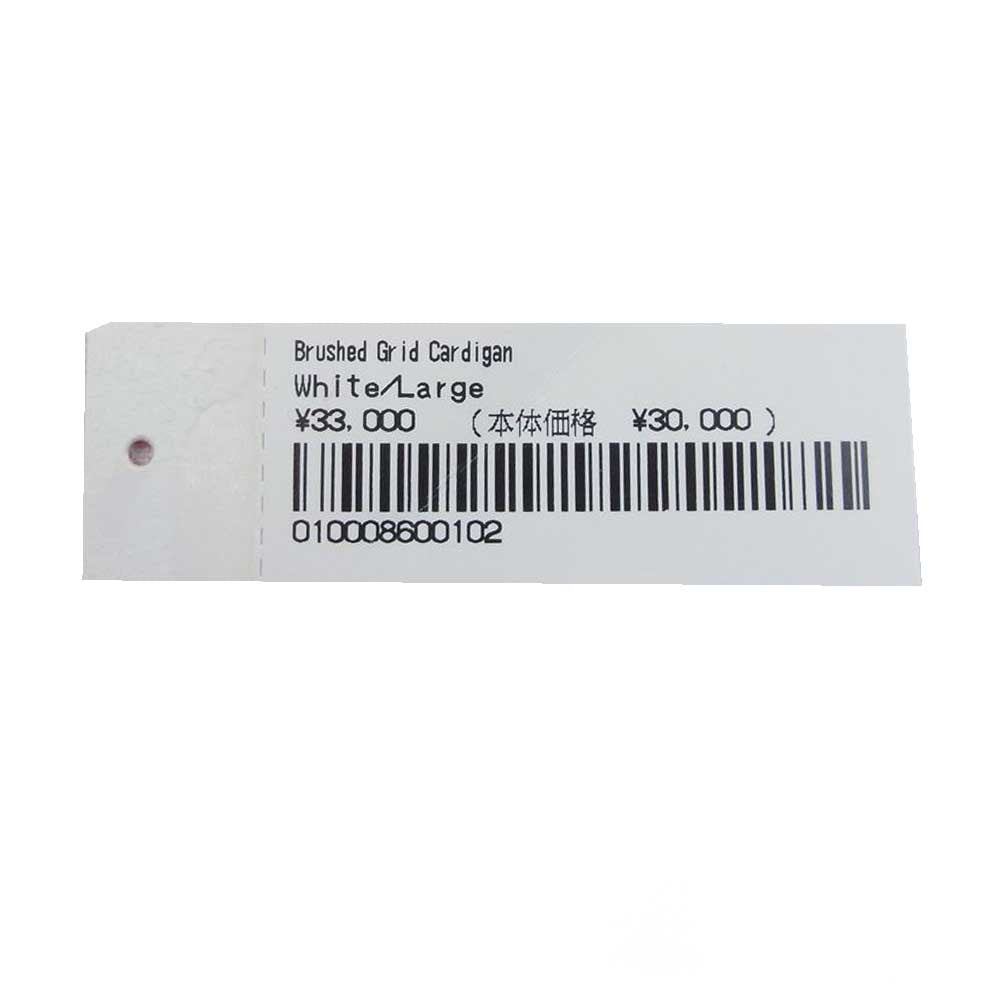 Brushed Grid Cardigan
White/Large
¥33,000 (本体価格 ¥30,000)
010008600102